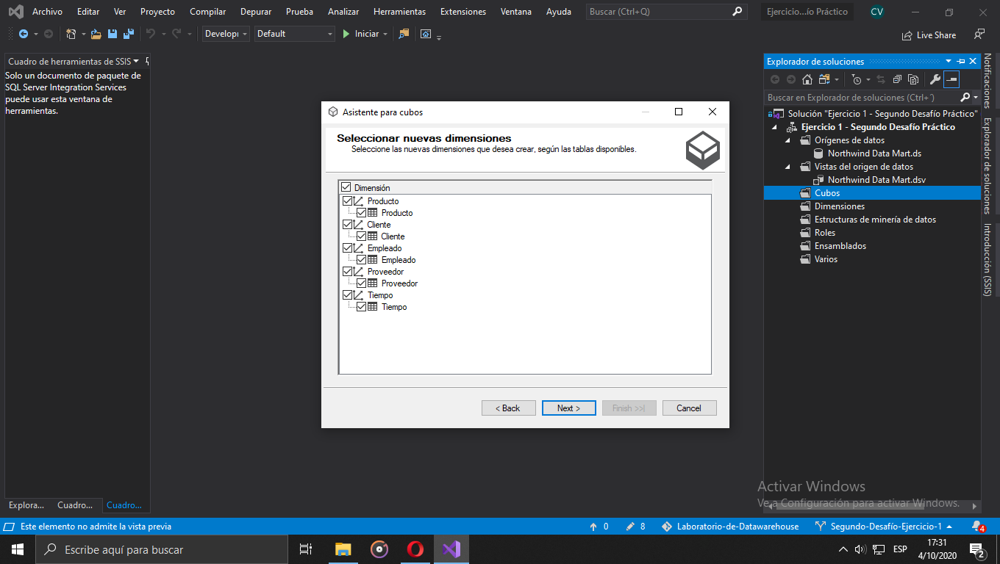 Archivo Editar Ver Proyecto Compilar Depurar Prueba Analizar Herramientas Extensiones Ventana Ayuda Buscar (Ctrl+Q) Ejercicio...ío Práctico CV
Develop Default Iniciar Live Share
Cuadro de herramientas de SSIS
Solo un documento de paquete de
SQL Server Integration Services
puede usar esta ventana de
herramientas.
Asistente para cubos
Seleccionar nuevas dimensiones
Seleccione las nuevas dimensiones que desea crear, según las tablas disponibles.
Dimensión
Producto
Producto
Cliente
Cliente
Empleado
Empleado
Proveedor
Proveedor
Tiempo
Tiempo
< Back Next > Finish >>| Cancel
Explorador de soluciones
Buscar en Explorador de soluciones (Ctrl+´)
Solución "Ejercicio 1 - Segundo Desafío Práctico"
Ejercicio 1 - Segundo Desafío Práctico
Orígenes de datos
Northwind Data Mart.ds
Vistas del origen de datos
Northwind Data Mart.dsv
Cubos
Dimensiones
Estructuras de minería de datos
Roles
Ensamblados
Varios
Notificaciones
Explorador de soluciones
Introducción (SSIS)
Activar Windows
Ve a Configuración para activar Windows.
Explora... Cuadro... Cuadro...
Este elemento no admite la vista previa 0 8 Laboratorio-de-Datawarehouse Segundo-Desafío-Ejercicio-1 4
Escribe aquí para buscar ESP 17:31
4/10/2020 2